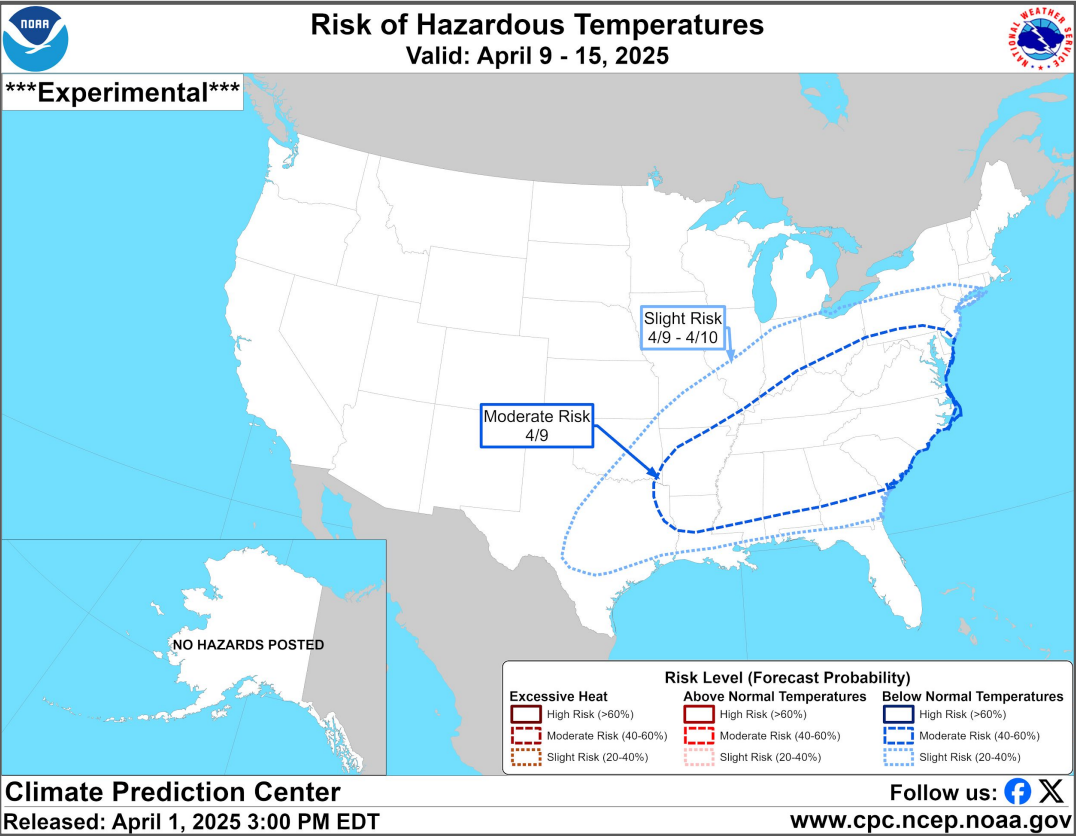 NOAA
Risk of Hazardous Temperatures
Valid: April 9 - 15, 2025
NATIONAL WEATHER SERVICE
***Experimental***
Slight Risk
4/9 - 4/10
Moderate Risk
4/9
NO HAZARDS POSTED
Risk Level (Forecast Probability)
Excessive Heat
High Risk (>60%)
Moderate Risk (40-60%)
Slight Risk (20-40%)
Above Normal Temperatures
High Risk (>60%)
Moderate Risk (40-60%)
Slight Risk (20-40%)
Below Normal Temperatures
High Risk (>60%)
Moderate Risk (40-60%)
Slight Risk (20-40%)
Climate Prediction Center
Follow us:
Released: April 1, 2025 3:00 PM EDT
www.cpc.ncep.noaa.gov